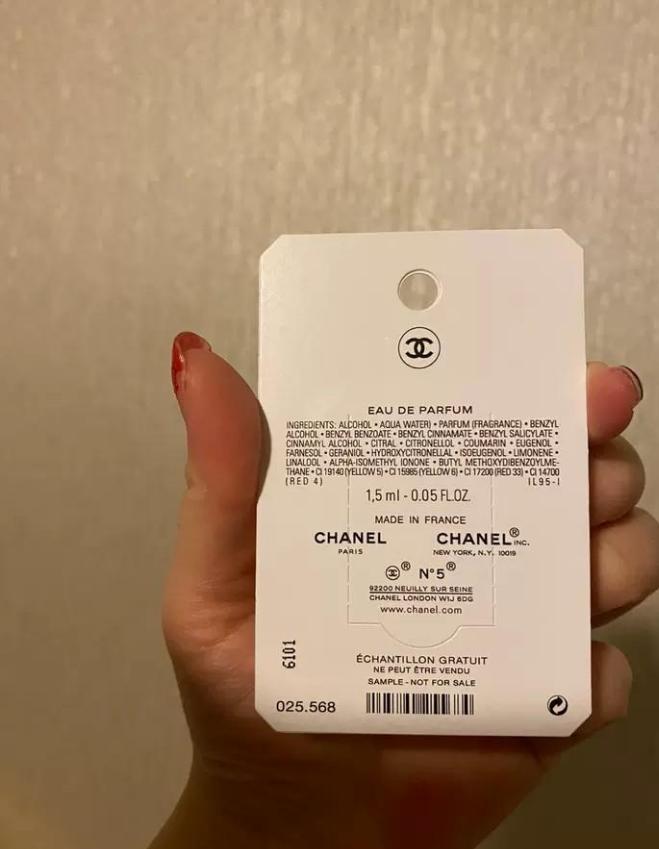 EAU DE PARFUM
INGREDIENTS: ALCOHOL • AQUA WATER) • PARFUM (FRAGRANCE) • BENZYL
ALCOHOL • BENZYL BENZOATE • BENZYL CINNAMATE • BENZYL SALICYLATE •
CINNAMYL ALCOHOL • CITRAL • CITRONELLOL • COUMARIN • EUGENOL •
FARNESOL • GERANIOL • HYDROXYCITRONELLAL • ISOEUGENOL • LIMONENE •
LINALOOL • ALPHA-ISOMETHYL IONONE • BUTYL METHOXYDIBENZOYLME-
THANE • CI 19140 (YELLOW 5) • CI 15985 (YELLOW 6) • CI 17200 (RED 33) • CI 14700
(RED 4) IL95-I
1,5 ml - 0.05 FL.OZ.
MADE IN FRANCE
CHANEL CHANEL® INC.
PARIS NEW YORK, N.Y. 10019
® N°5®
92200 NEUILLY SUR SEINE
CHANEL LONDON W1J 6DG
www.chanel.com
6101
ÉCHANTILLON GRATUIT
NE PEUT ÊTRE VENDU
SAMPLE - NOT FOR SALE
025.568